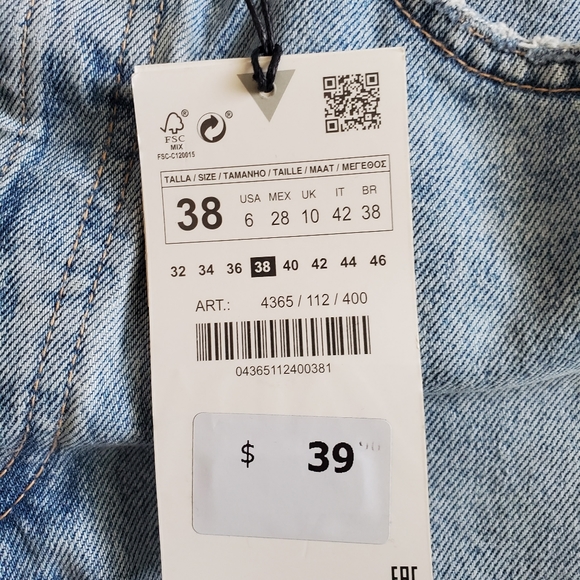 FSC®
MIX
FSC-C120015
®
TALLA / SIZE / TAMANHO / TAILLE / MAAT / ΜΕΓΕΘΟΣ
38
USA MEX UK IT BR
6 28 10 42 38
32 34 36 38 40 42 44 46
ART.: 4365 / 112 / 400
04365112400381
$ 39
EAC